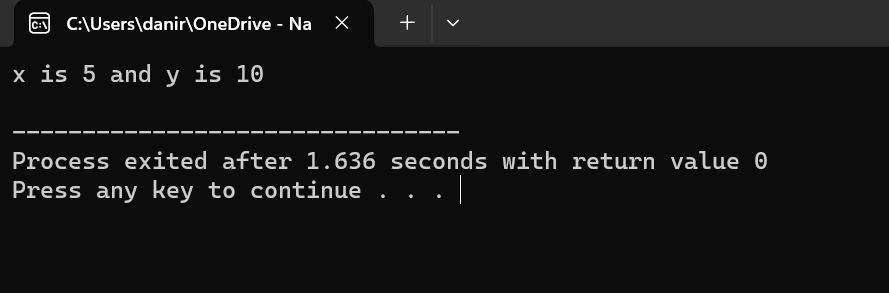 C:\Users\danir\OneDrive - Na
x is 5 and y is 10
--------------------------------
Process exited after 1.636 seconds with return value 0
Press any key to continue . . .